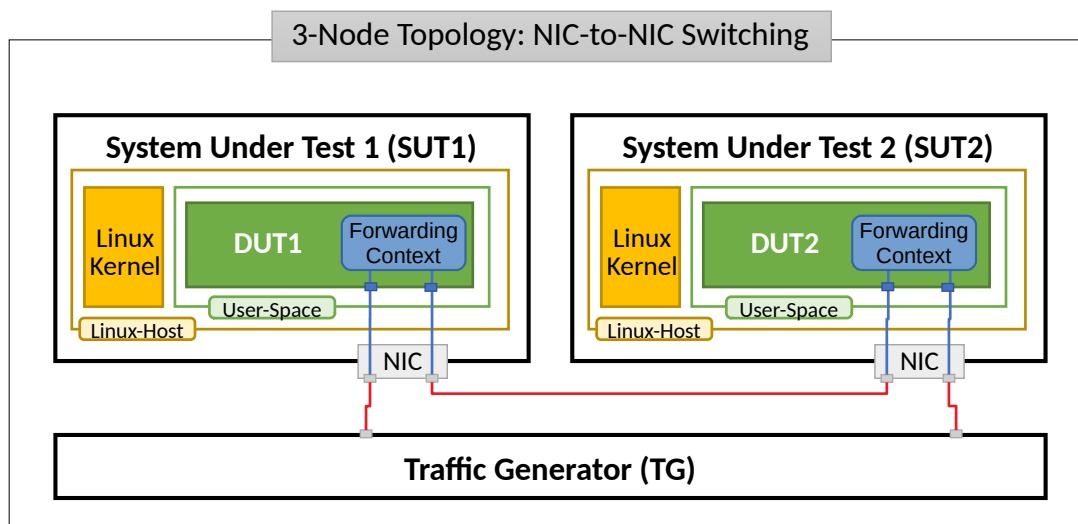 3-Node Topology: NIC-to-NIC Switching
System Under Test 1 (SUT1)
Linux
Kernel
DUT1
Forwarding
Context
User-Space
Linux-Host
NIC
System Under Test 2 (SUT2)
Linux
Kernel
DUT2
Forwarding
Context
User-Space
Linux-Host
NIC
Traffic Generator (TG)